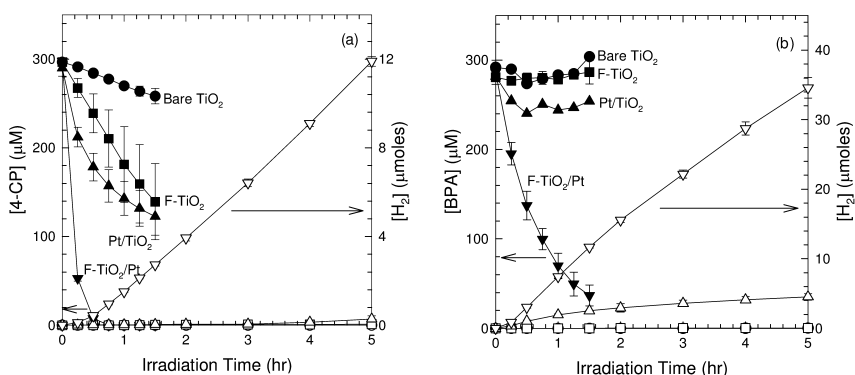 (a)
[4-CP] (μM)
300
200
100
0
Bare TiO₂
F-TiO₂
Pt/TiO₂
F-TiO₂/Pt
12
8
4
0
[H₂] (μmoles)
0 1 2 3 4 5
Irradiation Time (hr)
(b)
[BPA] (μM)
300
200
100
0
Bare TiO₂
F-TiO₂
Pt/TiO₂
F-TiO₂/Pt
40
30
20
10
0
[H₂] (μmoles)
0 1 2 3 4 5
Irradiation Time (hr)